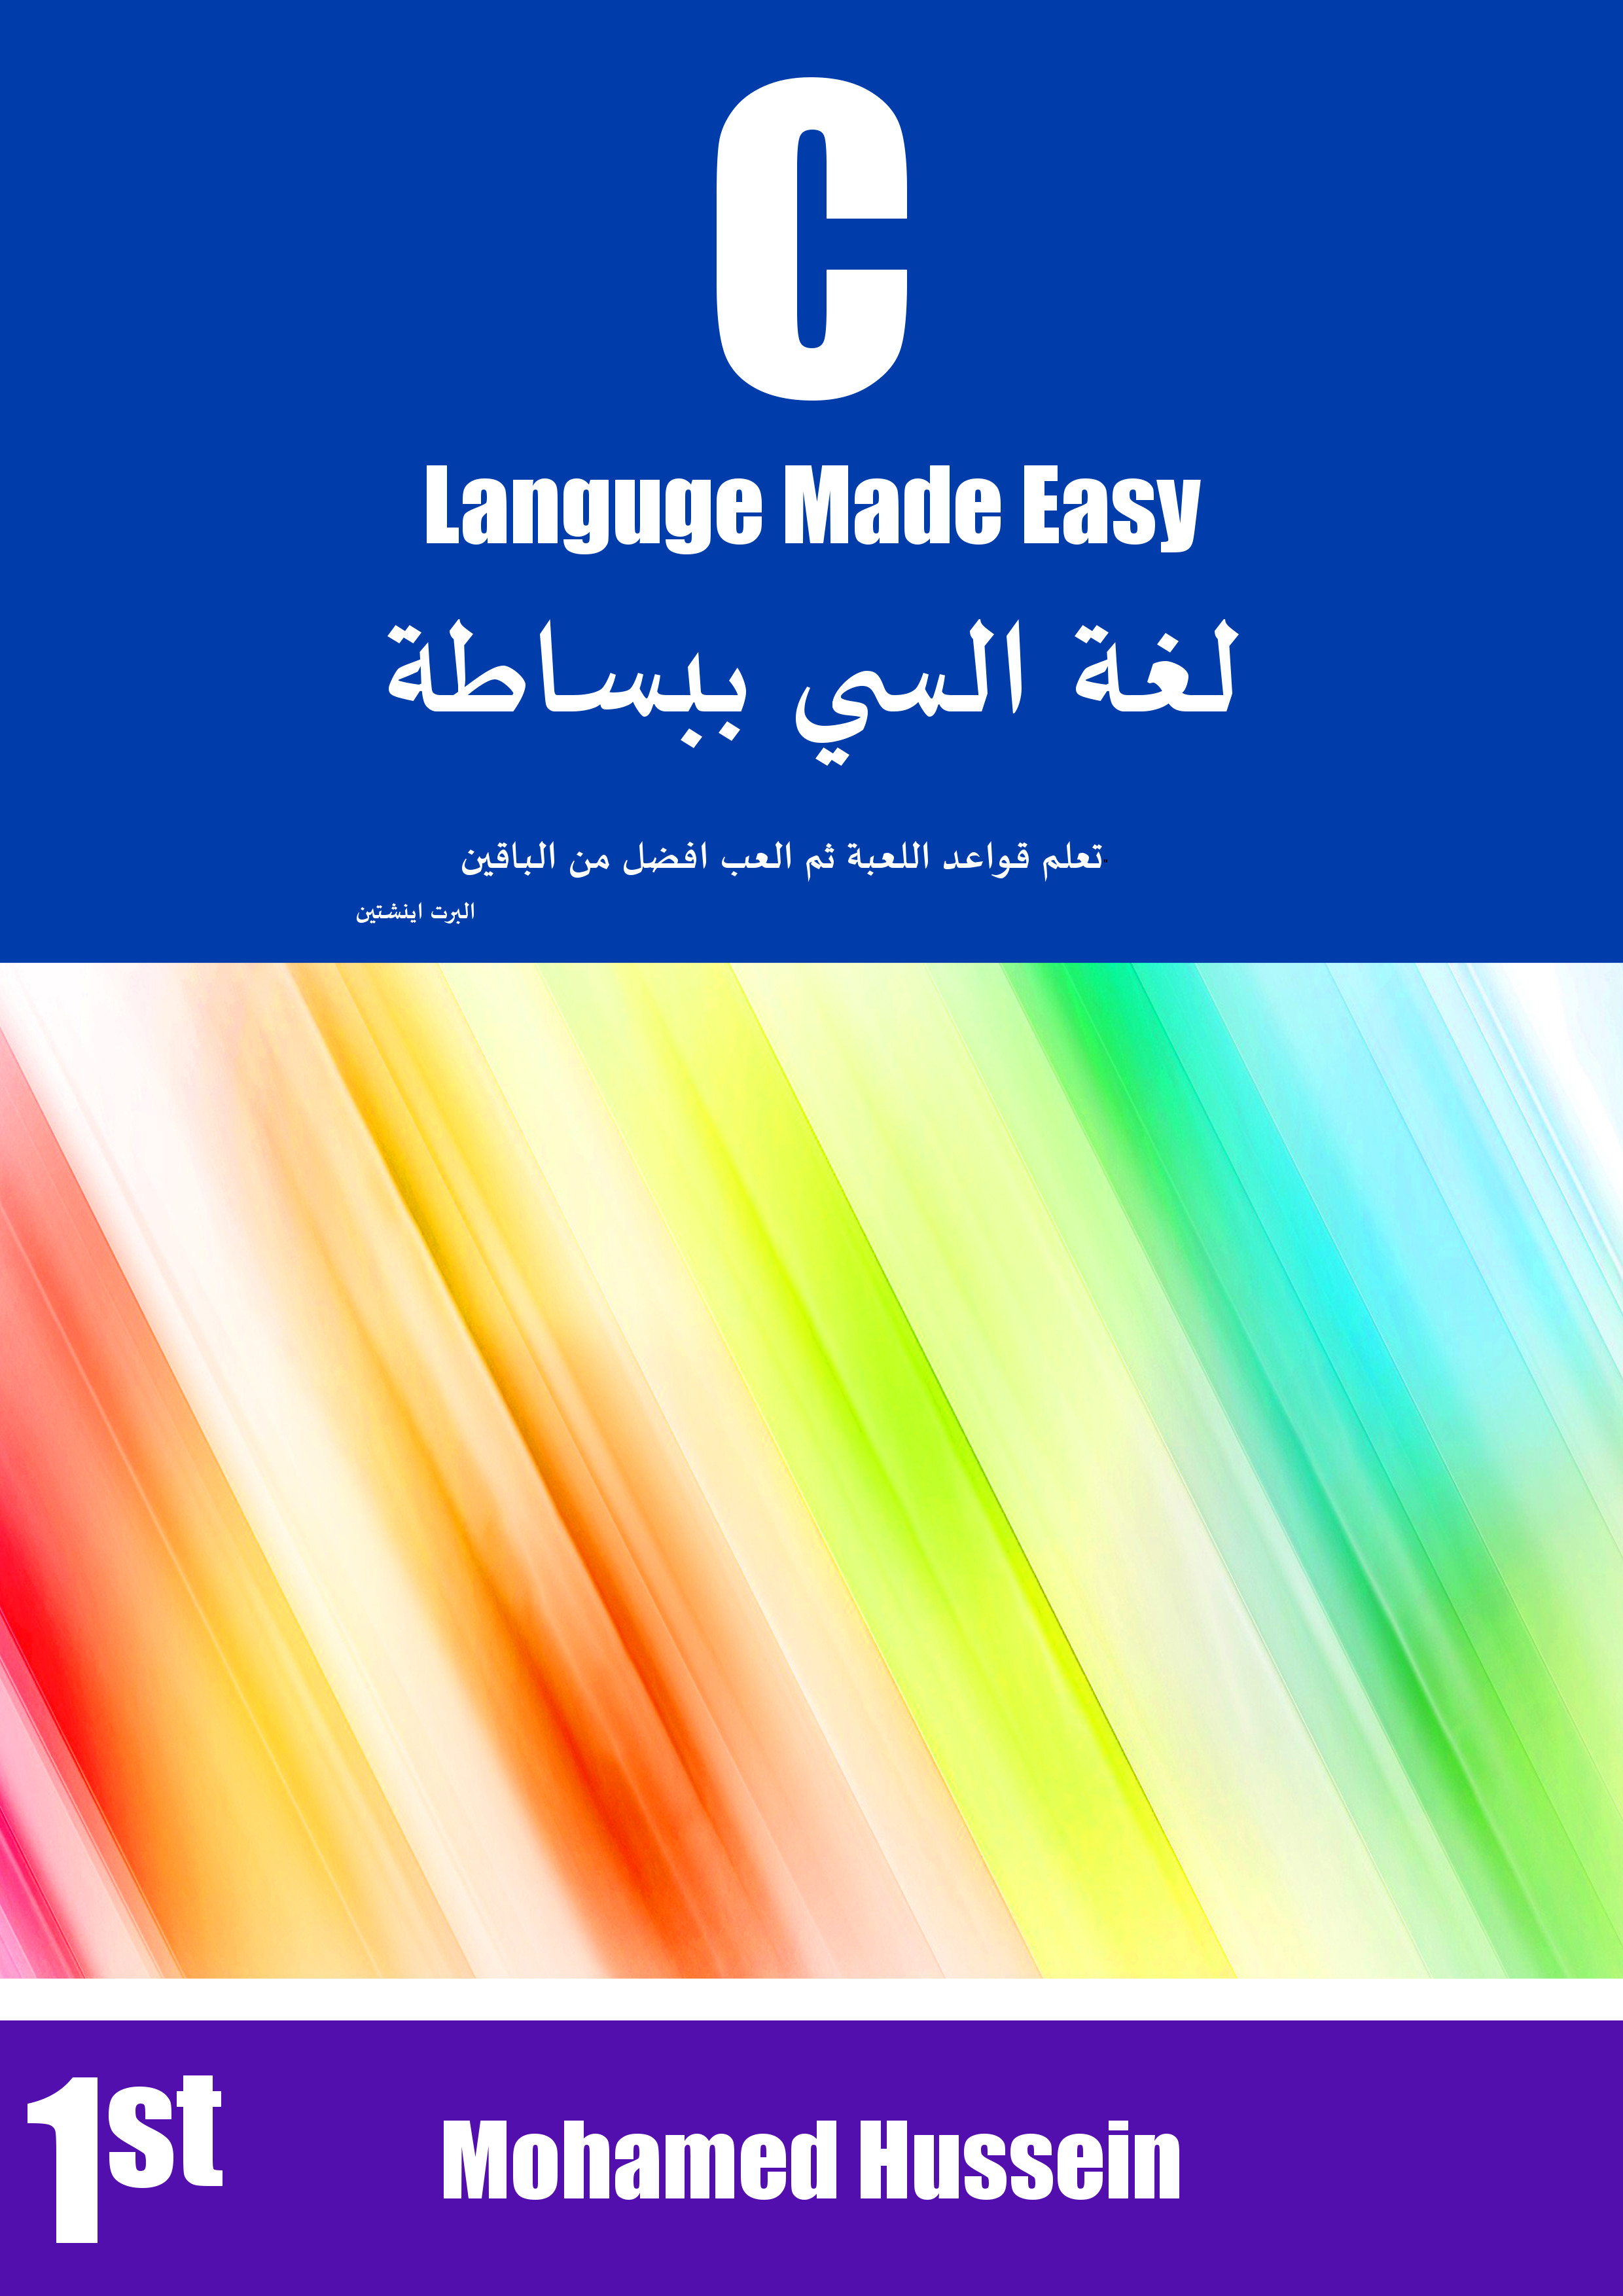 C
Languge Made Easy
لغة السي ببساطة
تعلم قواعد اللعبة ثم العب افضل من الباقين
البرت اينشتين
1st
Mohamed Hussein